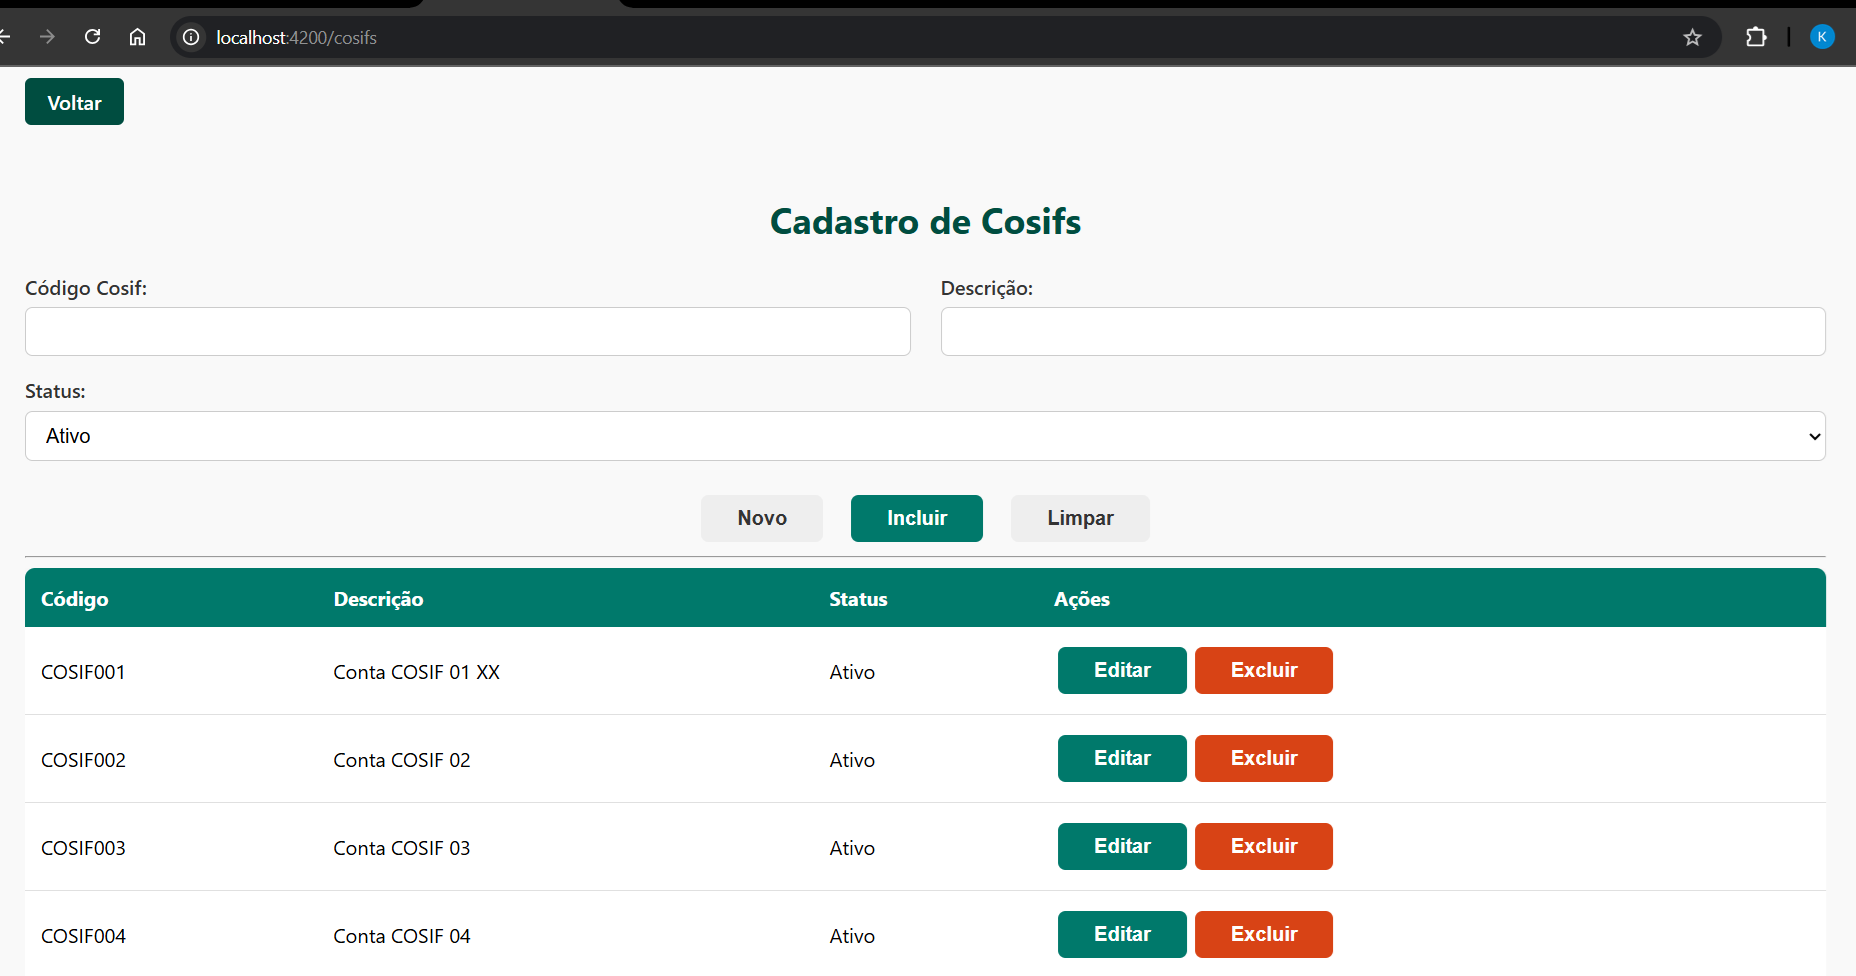 localhost:4200/cosifs
K
Voltar
Cadastro de Cosifs
Código Cosif:
Descrição:
Status:
Ativo
Novo
Incluir
Limpar
Código Descrição Status Ações
COSIF001 Conta COSIF 01 XX Ativo Editar Excluir
COSIF002 Conta COSIF 02 Ativo Editar Excluir
COSIF003 Conta COSIF 03 Ativo Editar Excluir
COSIF004 Conta COSIF 04 Ativo Editar Excluir